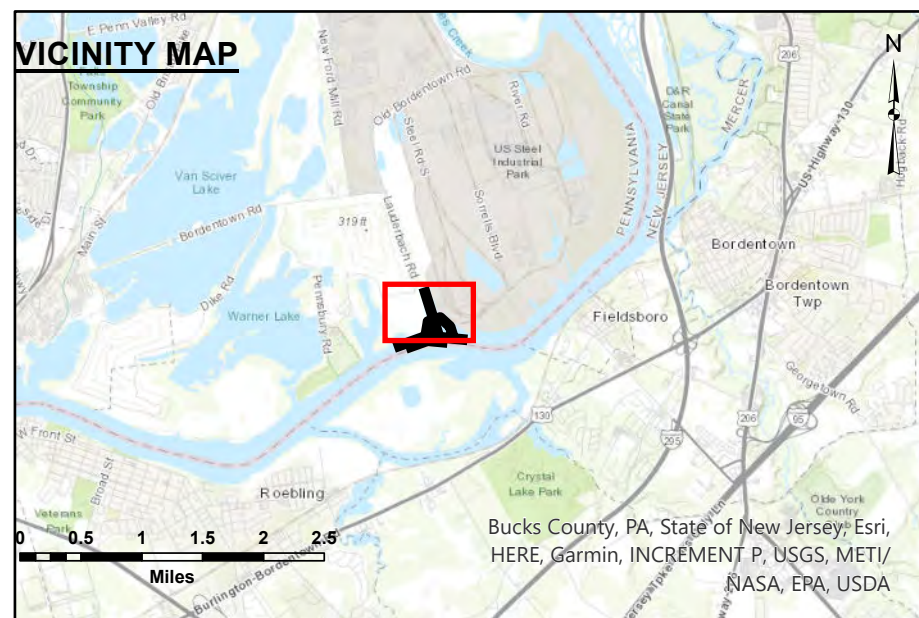 VICINITY MAP
E Penn Valley Rd
Township
Community
Park
Main St
Van Sciver
Lake
Bordentown Rd
Dike Rd
Warner Lake
Pennsbury Rd
New Ford Mill Rd
Old Bordentown Rd
Steel Rd S
Lauderbach Rd
319 ft
Sorrells Blvd
River Rd
US Steel
Industrial
Park
Creek
PENNSYLVANIA
NEW JERSEY
D&R
Canal
State
Park
MERCER
206
US Highway 130
N
Bordentown
Bordentown
Twp
Fieldsboro
Georgetown Rd
130
295
206
95
W Front St
Broad St
Roebling
Veterans
Park
Crystal
Lake Park
Olde York
Country
Burlington-Bordentown
0 0.5 1 1.5 2 2.5
Miles
Bucks County, PA, State of New Jersey, Esri,
HERE, Garmin, INCREMENT P, USGS, METI/
NASA, EPA, USDA